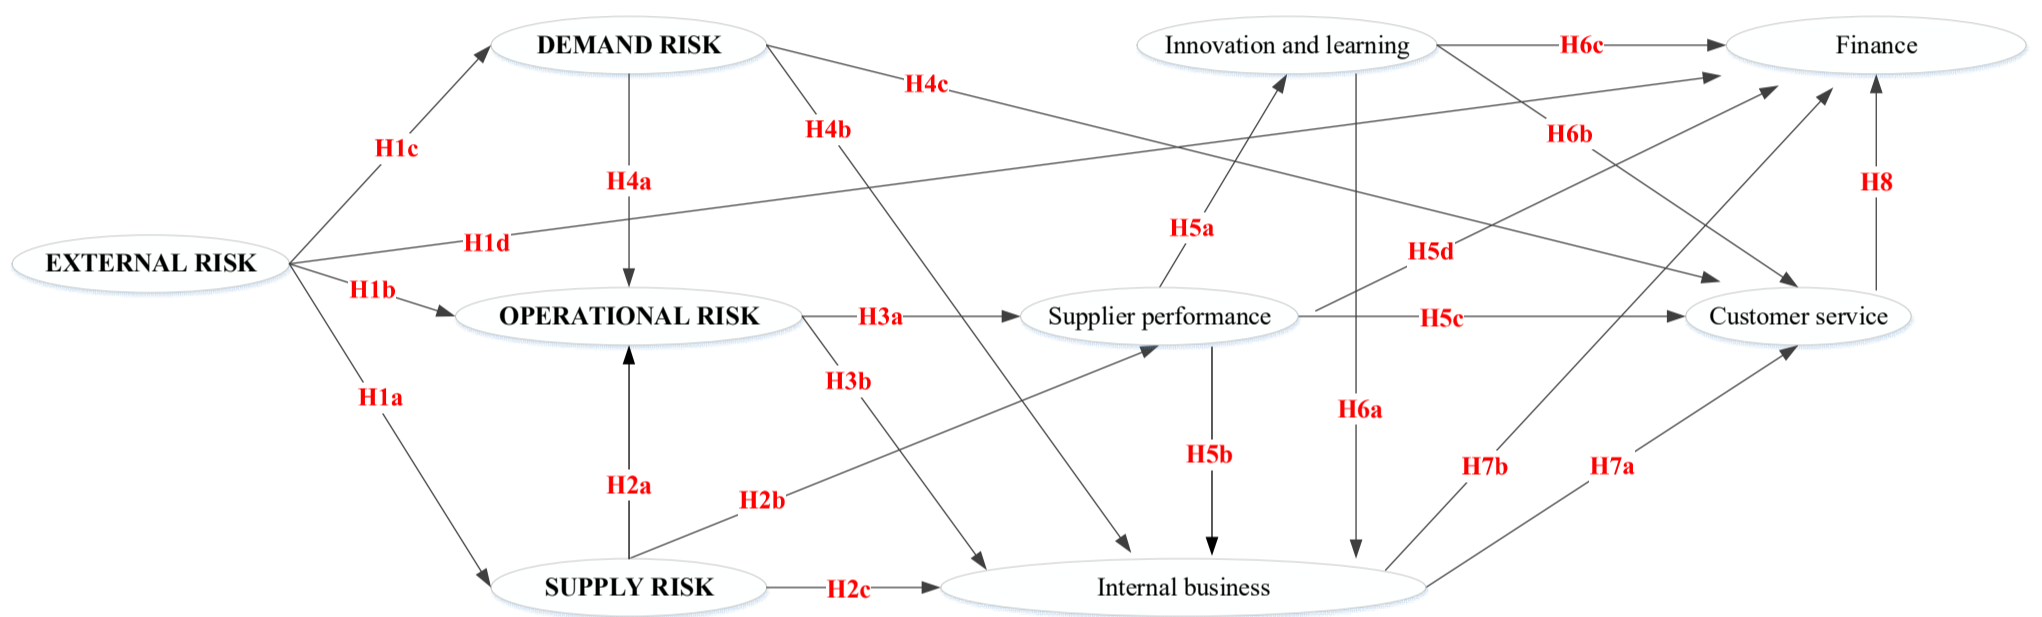 DEMAND RISK
Innovation and learning
H6c
Finance
H4c
H4b
H6b
H1c
H4a
H8
H5a
H1d
H5d
EXTERNAL RISK
H1b
OPERATIONAL RISK
H3a
Supplier performance
H5c
Customer service
H3b
H1a
H6a
H5b
H7b
H7a
H2a
H2b
SUPPLY RISK
H2c
Internal business